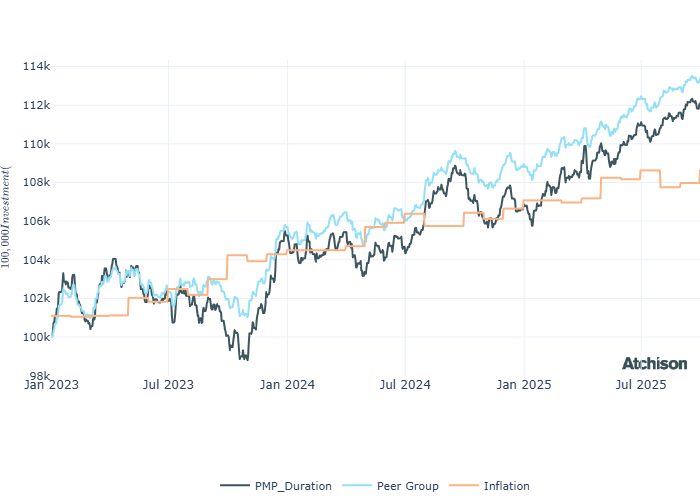 114k
112k
110k
108k
106k
104k
102k
100k
98k
100,000Investment(
Jan 2023 Jul 2023 Jan 2024 Jul 2024 Jan 2025 Jul 2025
Atchison
PMP_Duration Peer Group Inflation